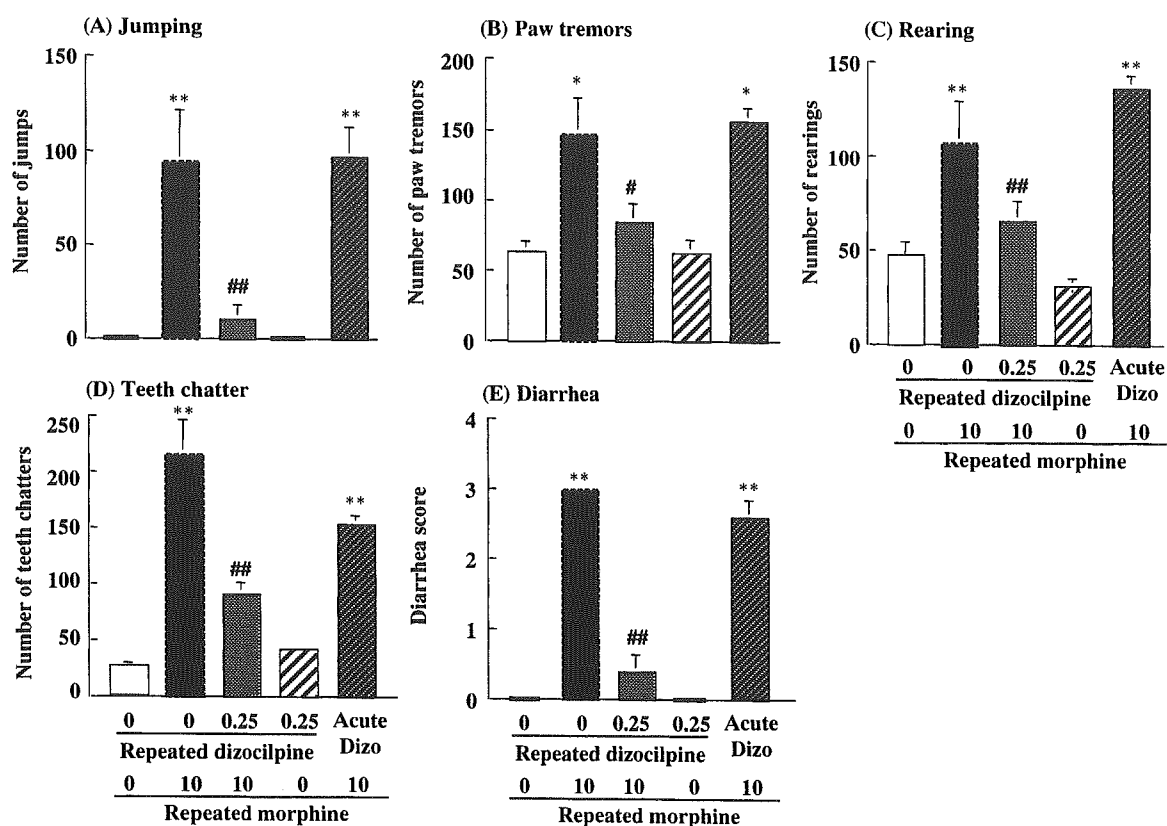 (A) Jumping
Number of jumps
150
100
50
0
**
##
**
(B) Paw tremors
Number of paw tremors
200
150
100
50
0
*
#
*
(C) Rearing
Number of rearings
150
100
50
0
**
##
**
0 0 0.25 0.25 Acute
Repeated dizocilpine Dizo
0 10 10 0 10
Repeated morphine
(D) Teeth chatter
Number of teeth chatters
250
200
150
100
50
0
**
##
**
0 0 0.25 0.25 Acute
Repeated dizocilpine Dizo
0 10 10 0 10
Repeated morphine
(E) Diarrhea
Diarrhea score
4
3
2
1
0
**
##
**
0 0 0.25 0.25 Acute
Repeated dizocilpine Dizo
0 10 10 0 10
Repeated morphine